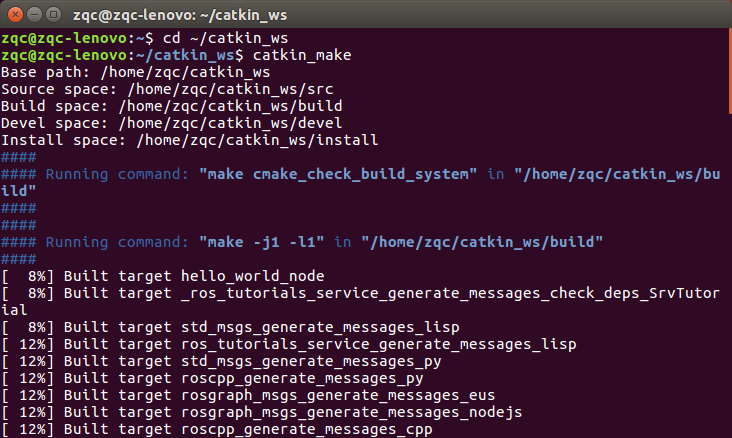 zqc@zqc-lenovo: ~/catkin_ws
zqc@zqc-lenovo:~$ cd ~/catkin_ws
zqc@zqc-lenovo:~/catkin_ws$ catkin_make
Base path: /home/zqc/catkin_ws
Source space: /home/zqc/catkin_ws/src
Build space: /home/zqc/catkin_ws/build
Devel space: /home/zqc/catkin_ws/devel
Install space: /home/zqc/catkin_ws/install
####
#### Running command: "make cmake_check_build_system" in "/home/zqc/catkin_ws/bu
ild"
####
####
#### Running command: "make -j1 -l1" in "/home/zqc/catkin_ws/build"
####
[  8%] Built target hello_world_node
[  8%] Built target _ros_tutorials_service_generate_messages_check_deps_SrvTutor
ial
[  8%] Built target std_msgs_generate_messages_lisp
[ 12%] Built target ros_tutorials_service_generate_messages_lisp
[ 12%] Built target std_msgs_generate_messages_py
[ 12%] Built target roscpp_generate_messages_py
[ 12%] Built target rosgraph_msgs_generate_messages_eus
[ 12%] Built target rosgraph_msgs_generate_messages_nodejs
[ 12%] Built target roscpp_generate_messages_cpp